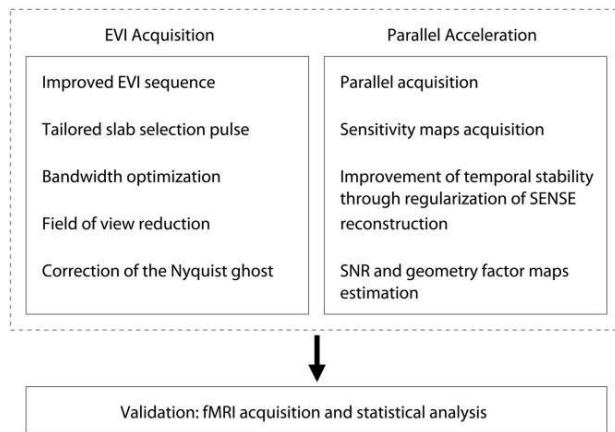 EVI Acquisition
Improved EVI sequence
Tailored slab selection pulse
Bandwidth optimization
Field of view reduction
Correction of the Nyquist ghost
Parallel Acceleration
Parallel acquisition
Sensitivity maps acquisition
Improvement of temporal stability
through regularization of SENSE
reconstruction
SNR and geometry factor maps
estimation
Validation: fMRI acquisition and statistical analysis